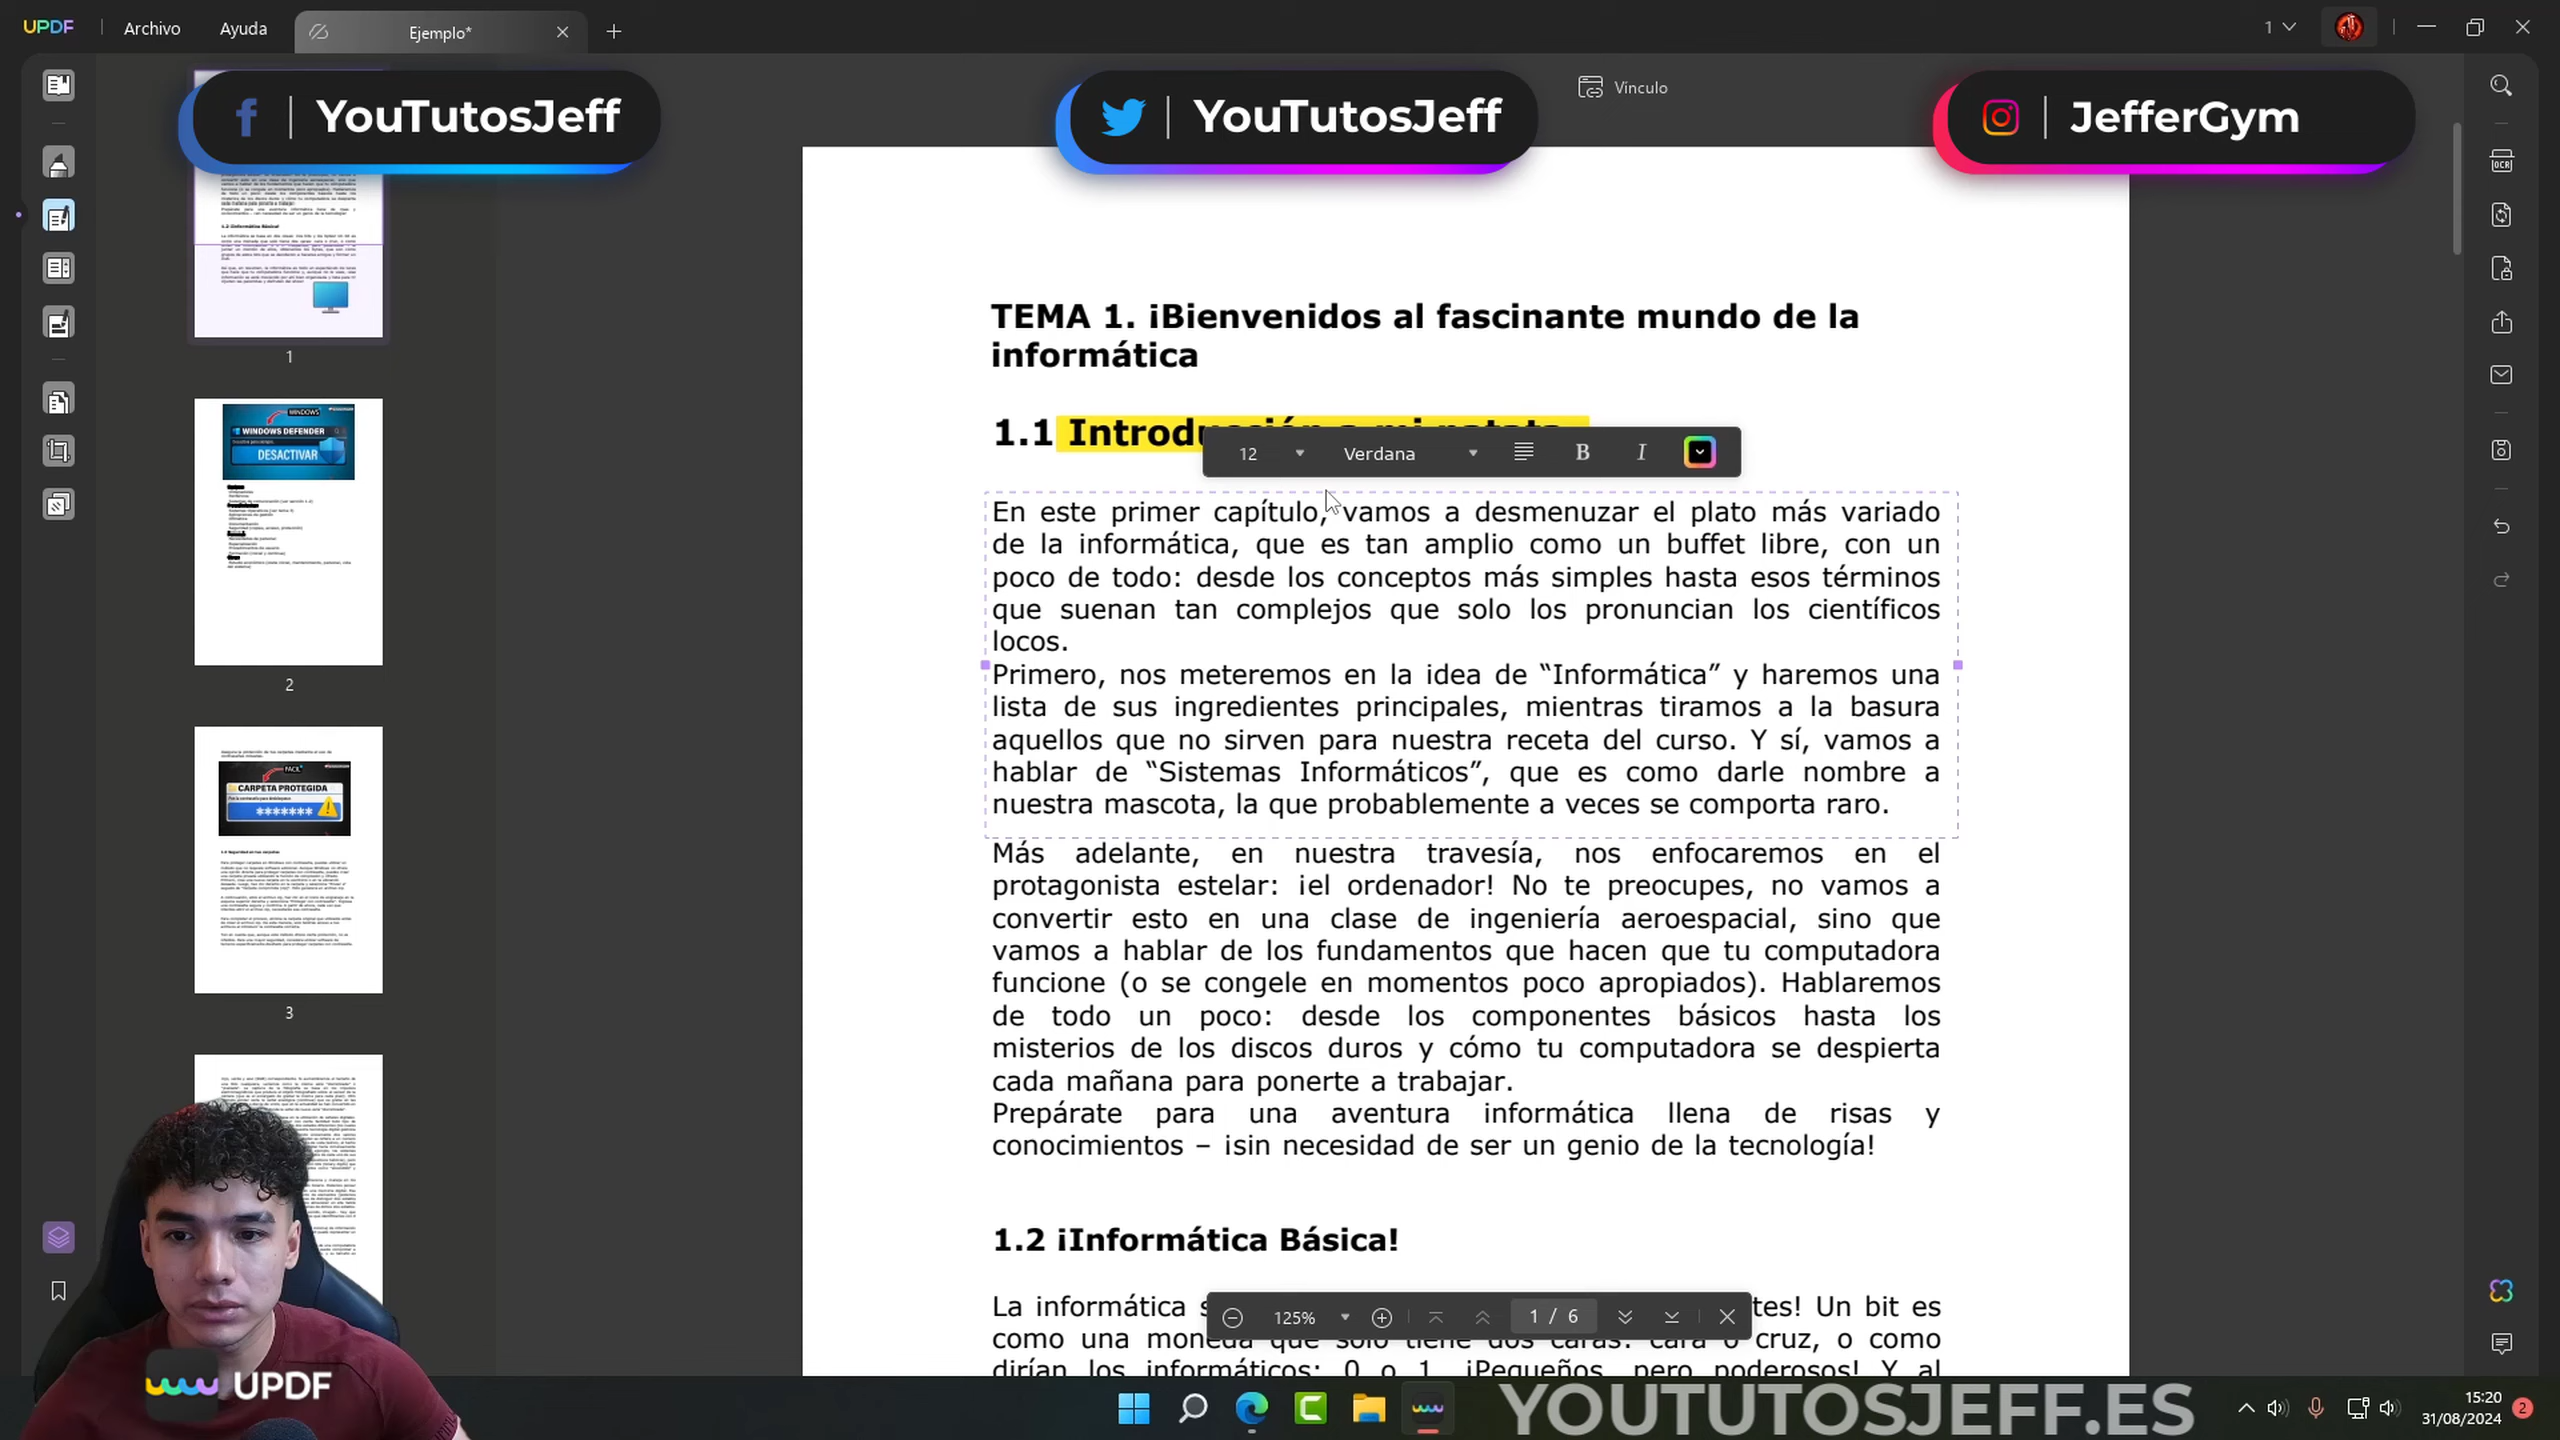 UPDF
Archivo
Ayuda
Ejemplo*
1
YouTutosJeff
YouTutosJeff
JefferGym
Vinculo
TEMA 1. ¡Bienvenidos al fascinante mundo de la
informática
1.1 Introducción a mi patata
12
Verdana
B
I
En este primer capítulo, vamos a desmenuzar el plato más variado
de la informática, que es tan amplio como un buffet libre, con un
poco de todo: desde los conceptos más simples hasta esos términos
que suenan tan complejos que solo los pronuncian los científicos
locos.
Primero, nos meteremos en la idea de “Informática” y haremos una
lista de sus ingredientes principales, mientras tiramos a la basura
aquellos que no sirven para nuestra receta del curso. Y sí, vamos a
hablar de “Sistemas Informáticos”, que es como darle nombre a
nuestra mascota, la que probablemente a veces se comporta raro.
Más adelante, en nuestra travesía, nos enfocaremos en el
protagonista estelar: ¡el ordenador! No te preocupes, no vamos a
convertir esto en una clase de ingeniería aeroespacial, sino que
vamos a hablar de los fundamentos que hacen que tu computadora
funcione (o se congele en momentos poco apropiados). Hablaremos
de todo un poco: desde los componentes básicos hasta los
misterios de los discos duros y cómo tu computadora se despierta
cada mañana para ponerte a trabajar.
Prepárate para una aventura informática llena de risas y
conocimientos – ¡sin necesidad de ser un genio de la tecnología!
1.2 ¡Informática Básica!
La informática s tes! Un bit es
como una moneda que solo tiene dos caras: cara o cruz, o como
dirían los informáticos: 0 o 1. ¡Pequeños, pero poderosos! Y al
125%
1 / 6
1
WINDOWS
WINDOWS DEFENDER
DESACTIVAR
2
FACIL
CARPETA PROTEGIDA
*******
3
OCR
UPDF
YOUTUTOSJEFF.ES
15:20
31/08/2024
2